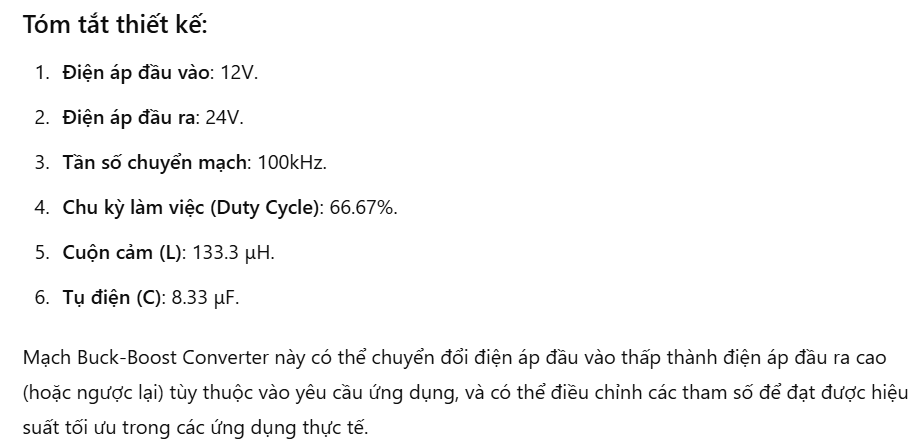 Tóm tắt thiết kế:
1. Điện áp đầu vào: 12V.
2. Điện áp đầu ra: 24V.
3. Tần số chuyển mạch: 100kHz.
4. Chu kỳ làm việc (Duty Cycle): 66.67%.
5. Cuộn cảm (L): 133.3 μH.
6. Tụ điện (C): 8.33 μF.
Mạch Buck-Boost Converter này có thể chuyển đổi điện áp đầu vào thấp thành điện áp đầu ra cao
(hoặc ngược lại) tùy thuộc vào yêu cầu ứng dụng, và có thể điều chỉnh các tham số để đạt được hiệu
suất tối ưu trong các ứng dụng thực tế.